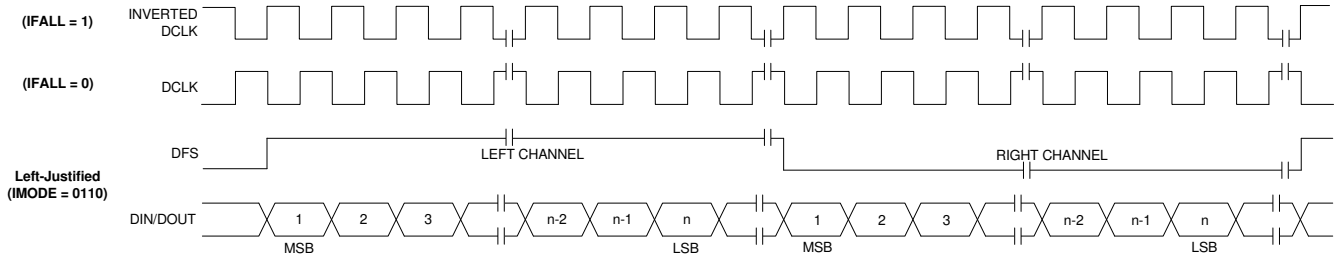 (IFALL = 1)
INVERTED
DCLK
(IFALL = 0)
DCLK
DFS
LEFT CHANNEL
RIGHT CHANNEL
Left-Justified
(IMODE = 0110)
DIN/DOUT
1 2 3 n-2 n-1 n 1 2 3 n-2 n-1 n
MSB LSB MSB LSB